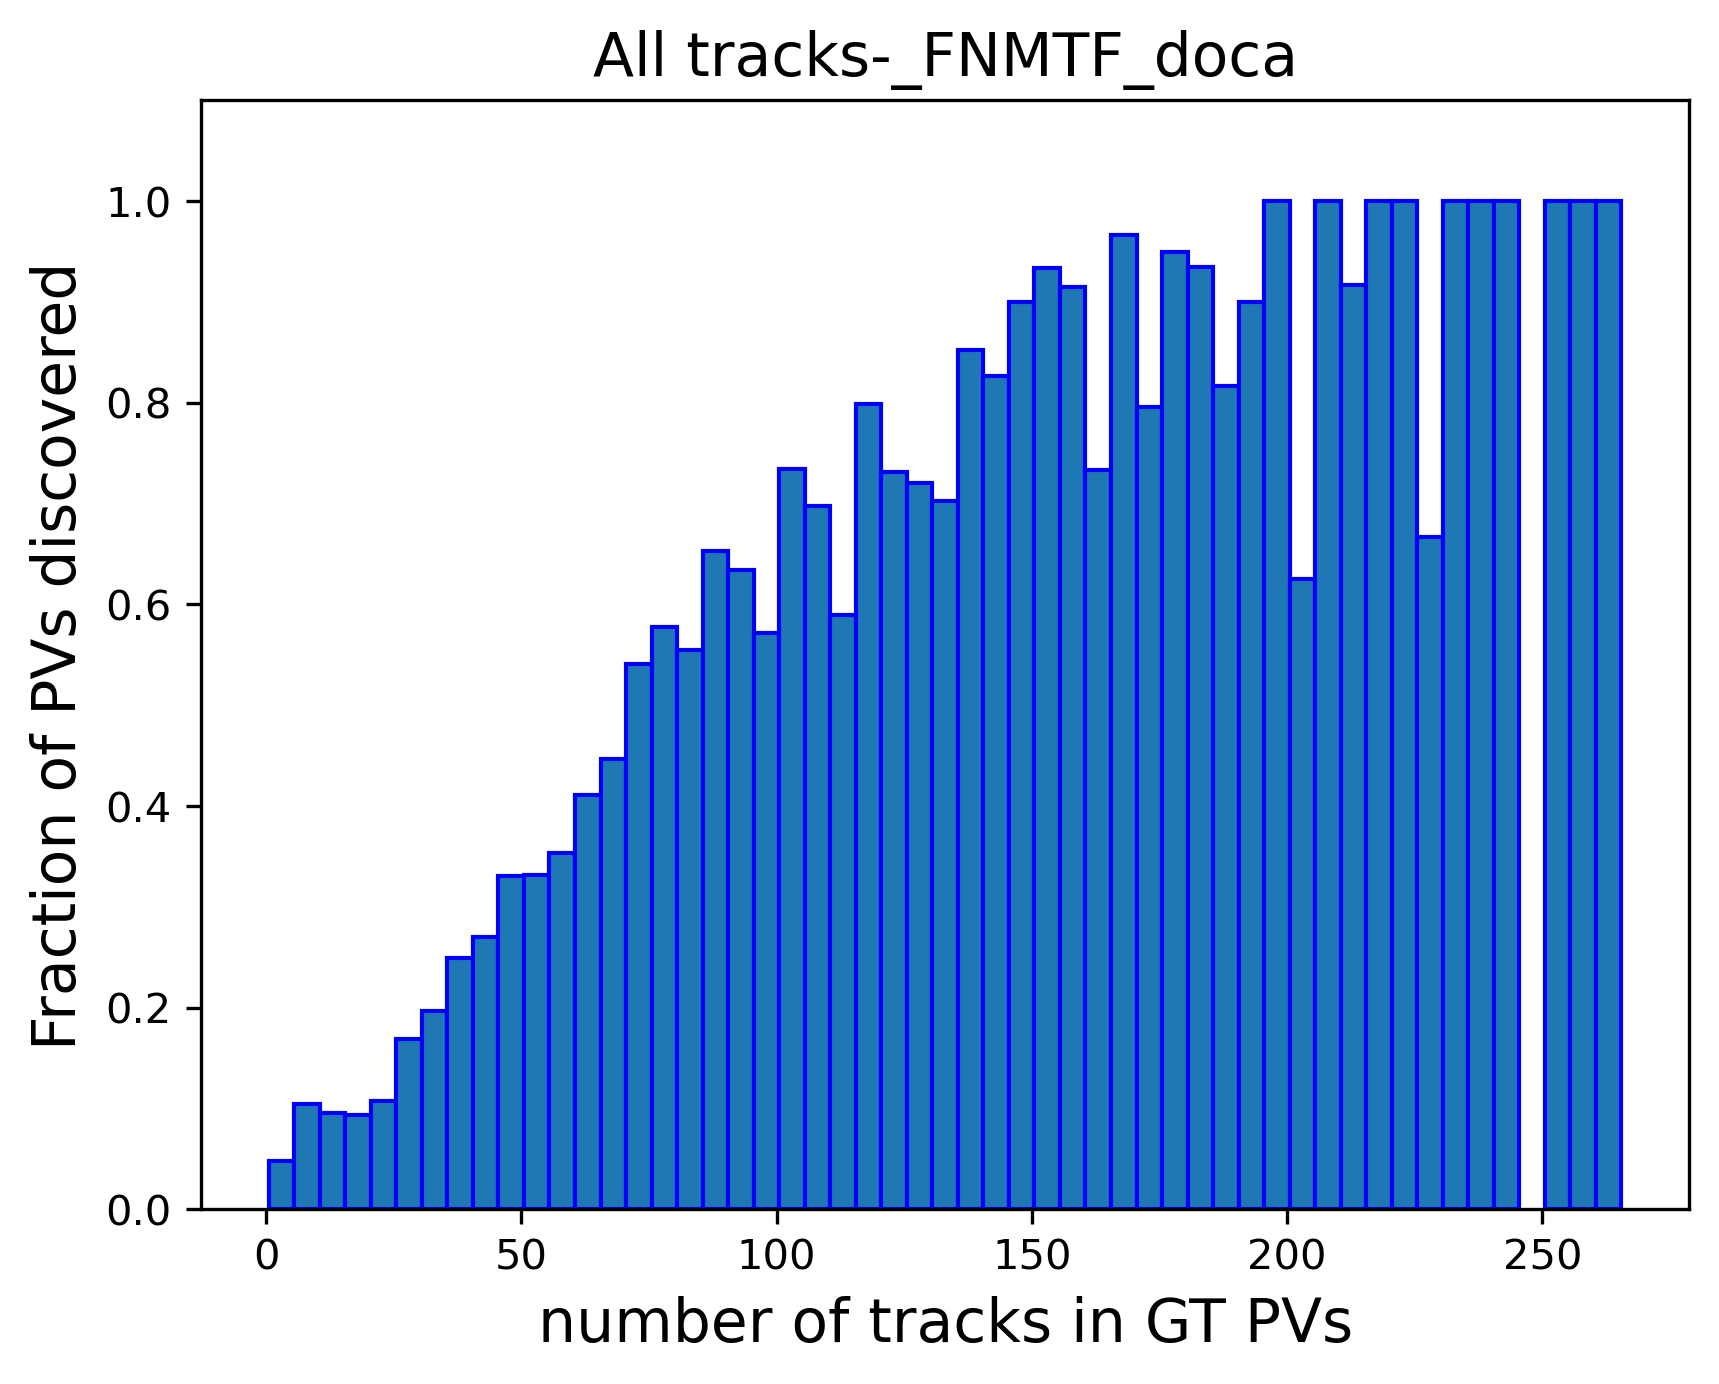 All tracks-_FNMTF_doca
Fraction of PVs discovered
1.0
0.8
0.6
0.4
0.2
0.0
0 50 100 150 200 250
number of tracks in GT PVs